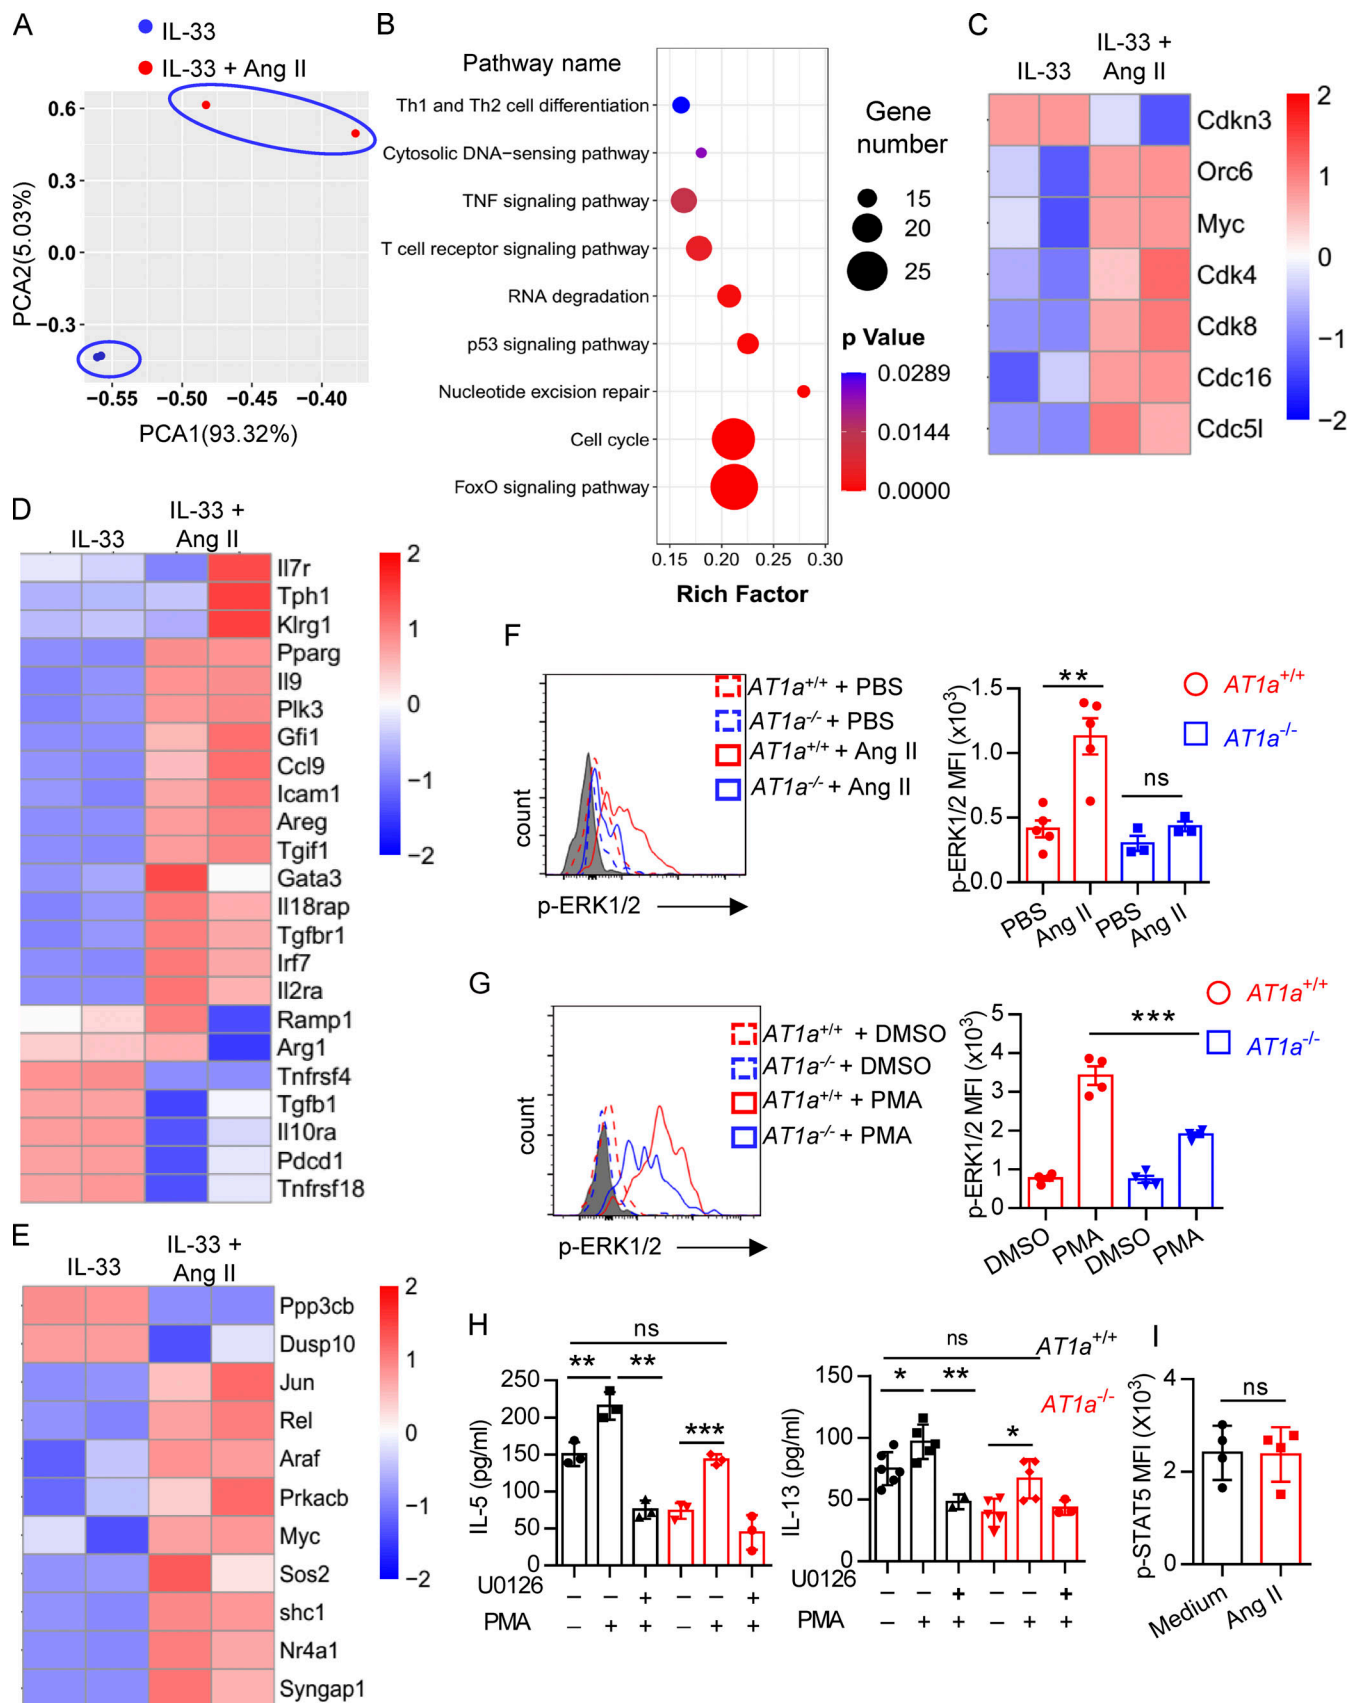 A
IL-33
IL-33 + Ang II
0.6
0.3
0.0
−0.3
PCA2(5.03%)
−0.55 −0.50 −0.45 −0.40
PCA1(93.32%)
B
Pathway name
Th1 and Th2 cell differentiation
Cytosolic DNA−sensing pathway
TNF signaling pathway
T cell receptor signaling pathway
RNA degradation
p53 signaling pathway
Nucleotide excision repair
Cell cycle
FoxO signaling pathway
0.15 0.20 0.25 0.30
Rich Factor
Gene
number
15
20
25
p Value
0.0289
0.0144
0.0000
C
IL-33
IL-33 +
Ang II
Cdkn3
Orc6
Myc
Cdk4
Cdk8
Cdc16
Cdc5l
2
1
0
−1
−2
D
IL-33
IL-33 +
Ang II
Il7r
Tph1
Klrg1
Pparg
Il9
Plk3
Gfi1
Ccl9
Icam1
Areg
Tgif1
Gata3
Il18rap
Tgfbr1
Irf7
Il2ra
Ramp1
Arg1
Tnfrsf4
Tgfb1
Il10ra
Pdcd1
Tnfrsf18
2
1
0
−1
−2
E
IL-33
IL-33 +
Ang II
Ppp3cb
Dusp10
Jun
Rel
Araf
Prkacb
Myc
Sos2
shc1
Nr4a1
Syngap1
2
1
0
−1
−2
F
count
p-ERK1/2
AT1a+/+ + PBS
AT1a-/- + PBS
AT1a+/+ + Ang II
AT1a-/- + Ang II
p-ERK1/2 MFI (x103)
1.5
1.0
0.5
0.0
**
ns
PBS Ang II PBS Ang II
AT1a+/+
AT1a-/-
G
count
p-ERK1/2
AT1a+/+ + DMSO
AT1a-/- + DMSO
AT1a+/+ + PMA
AT1a-/- + PMA
p-ERK1/2 MFI (x103)
5
4
3
2
1
0
***
DMSO PMA DMSO PMA
AT1a+/+
AT1a-/-
H
IL-5 (pg/ml)
250
200
150
100
50
0
ns
** **
***
U0126 − − + − − +
PMA − + + − + +
IL-13 (pg/ml)
150
100
50
0
ns
* **
*
AT1a+/+
AT1a-/-
U0126 − − + − − +
PMA − + + − + +
I
p-STAT5 MFI (X103)
4
2
0
ns
Medium Ang II